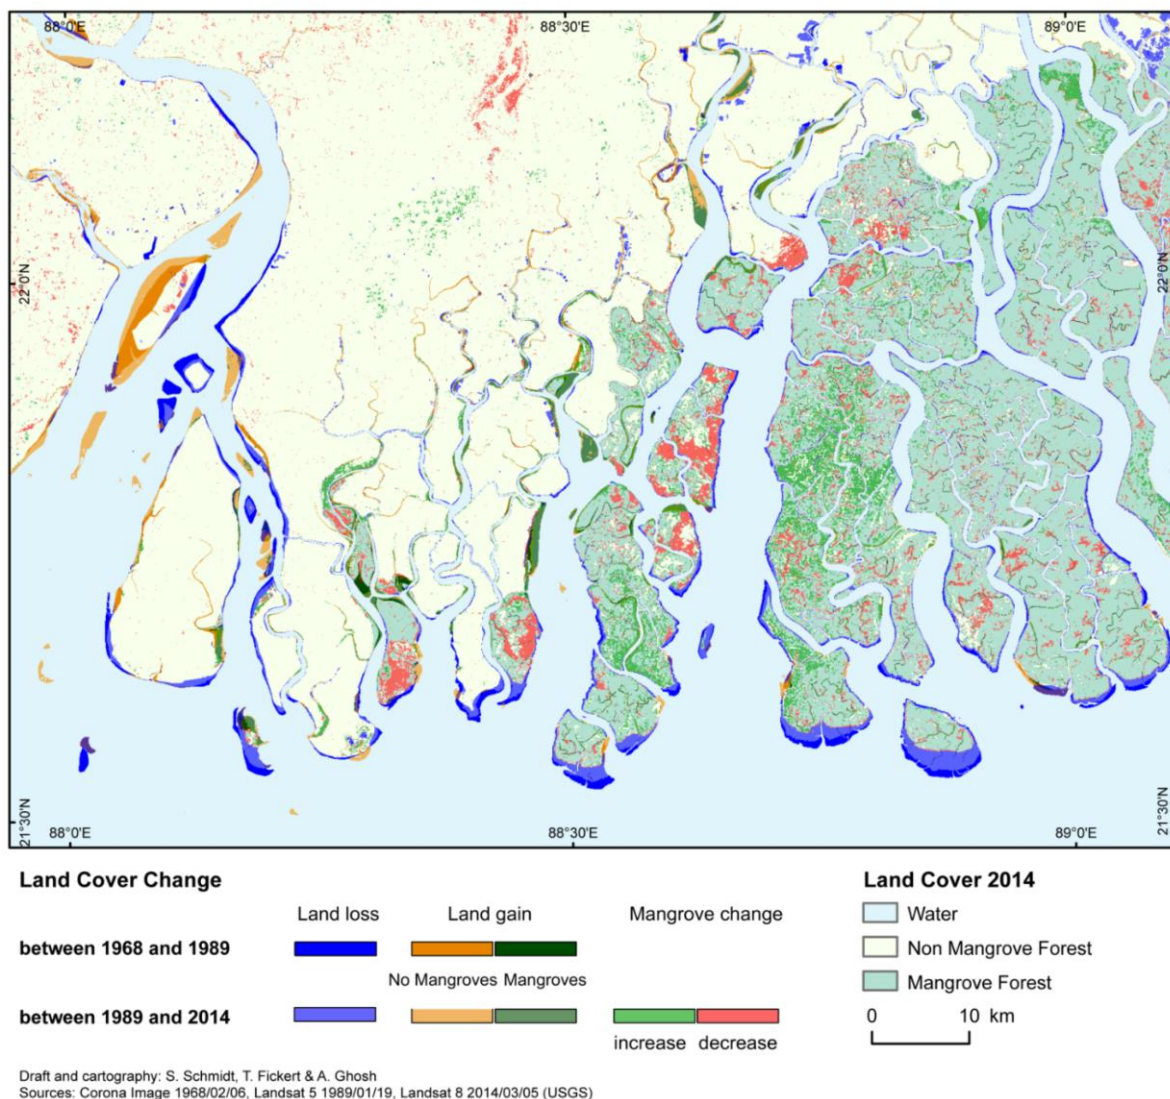 88°0'E 88°30'E 89°0'E
22°0'N 22°0'N
21°30'N 21°30'N
88°0'E 88°30'E 89°0'E
Land Cover Change
Land Cover 2014
Land loss Land gain Mangrove change
Water
between 1968 and 1989
Non Mangrove Forest
No Mangroves Mangroves
Mangrove Forest
between 1989 and 2014
0 10 km
increase decrease
Draft and cartography: S. Schmidt, T. Fickert & A. Ghosh
Sources: Corona Image 1968/02/06, Landsat 5 1989/01/19, Landsat 8 2014/03/05 (USGS)